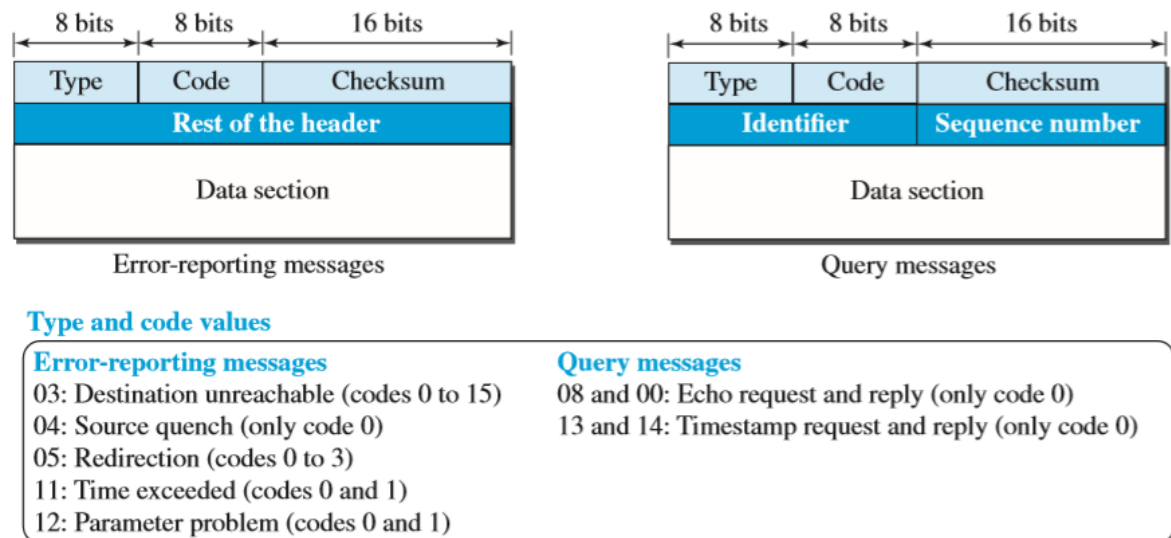 8 bits 8 bits 16 bits
Type Code Checksum
Rest of the header
Data section
Error-reporting messages
8 bits 8 bits 16 bits
Type Code Checksum
Identifier Sequence number
Data section
Query messages
Type and code values
Error-reporting messages
03: Destination unreachable (codes 0 to 15)
04: Source quench (only code 0)
05: Redirection (codes 0 to 3)
11: Time exceeded (codes 0 and 1)
12: Parameter problem (codes 0 and 1)
Query messages
08 and 00: Echo request and reply (only code 0)
13 and 14: Timestamp request and reply (only code 0)